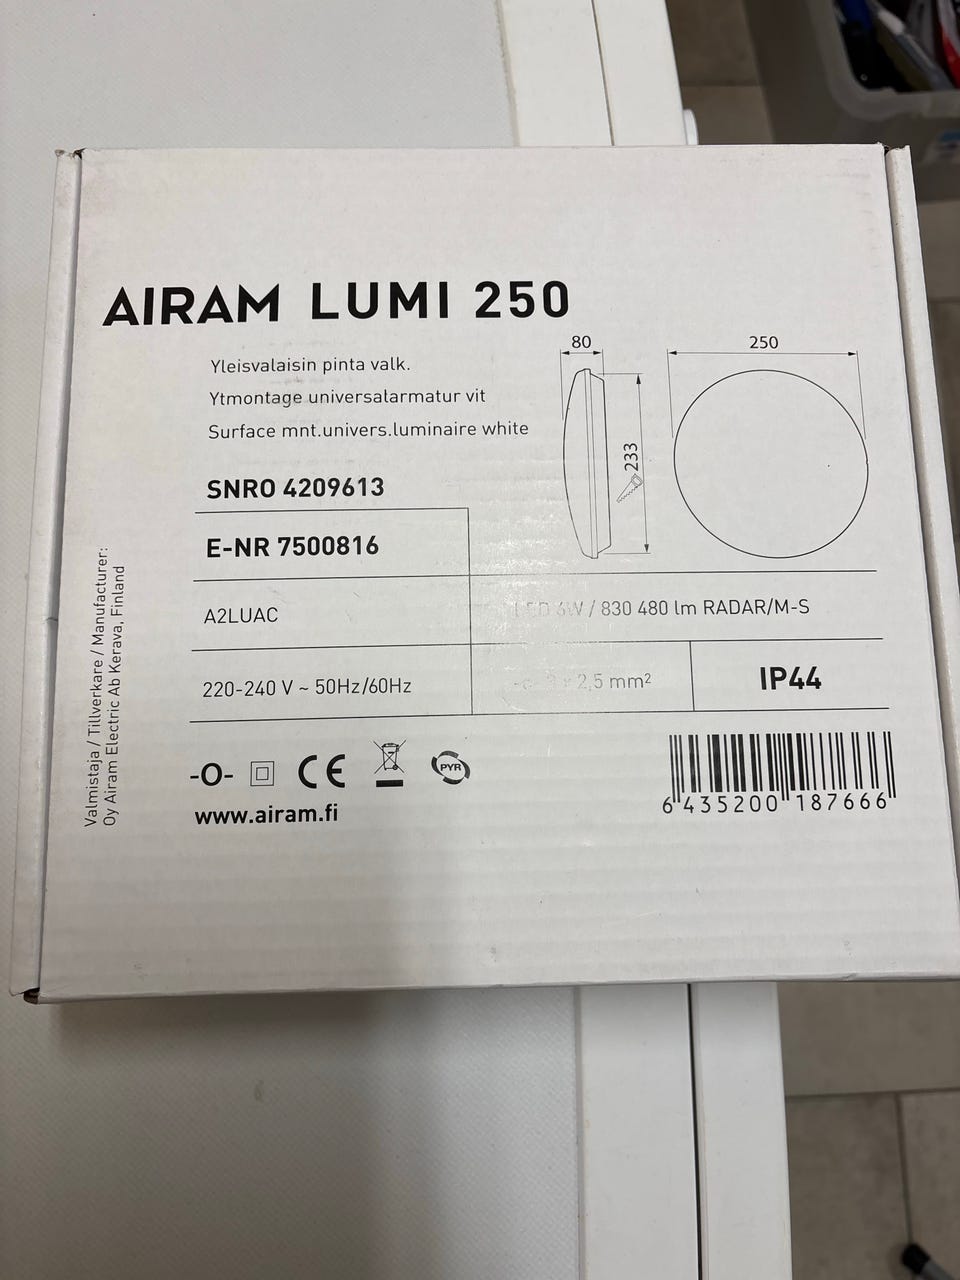 AIRAM LUMI 250
Yleisvalaisin pinta valk.
Ytmontage universalarmatur vit
Surface mnt.univers.luminaire white
80
250
233
SNRO 4209613
E-NR 7500816
A2LUAC
LED 6W / 830 480 lm RADAR/M-S
220-240 V ~ 50Hz/60Hz
2,5 mm²
IP44
-O-
CE
PYR
www.airam.fi
6 435200 187666
Valmistaja / Tillverkare / Manufacturer:
Oy Airam Electric Ab Kerava, Finland